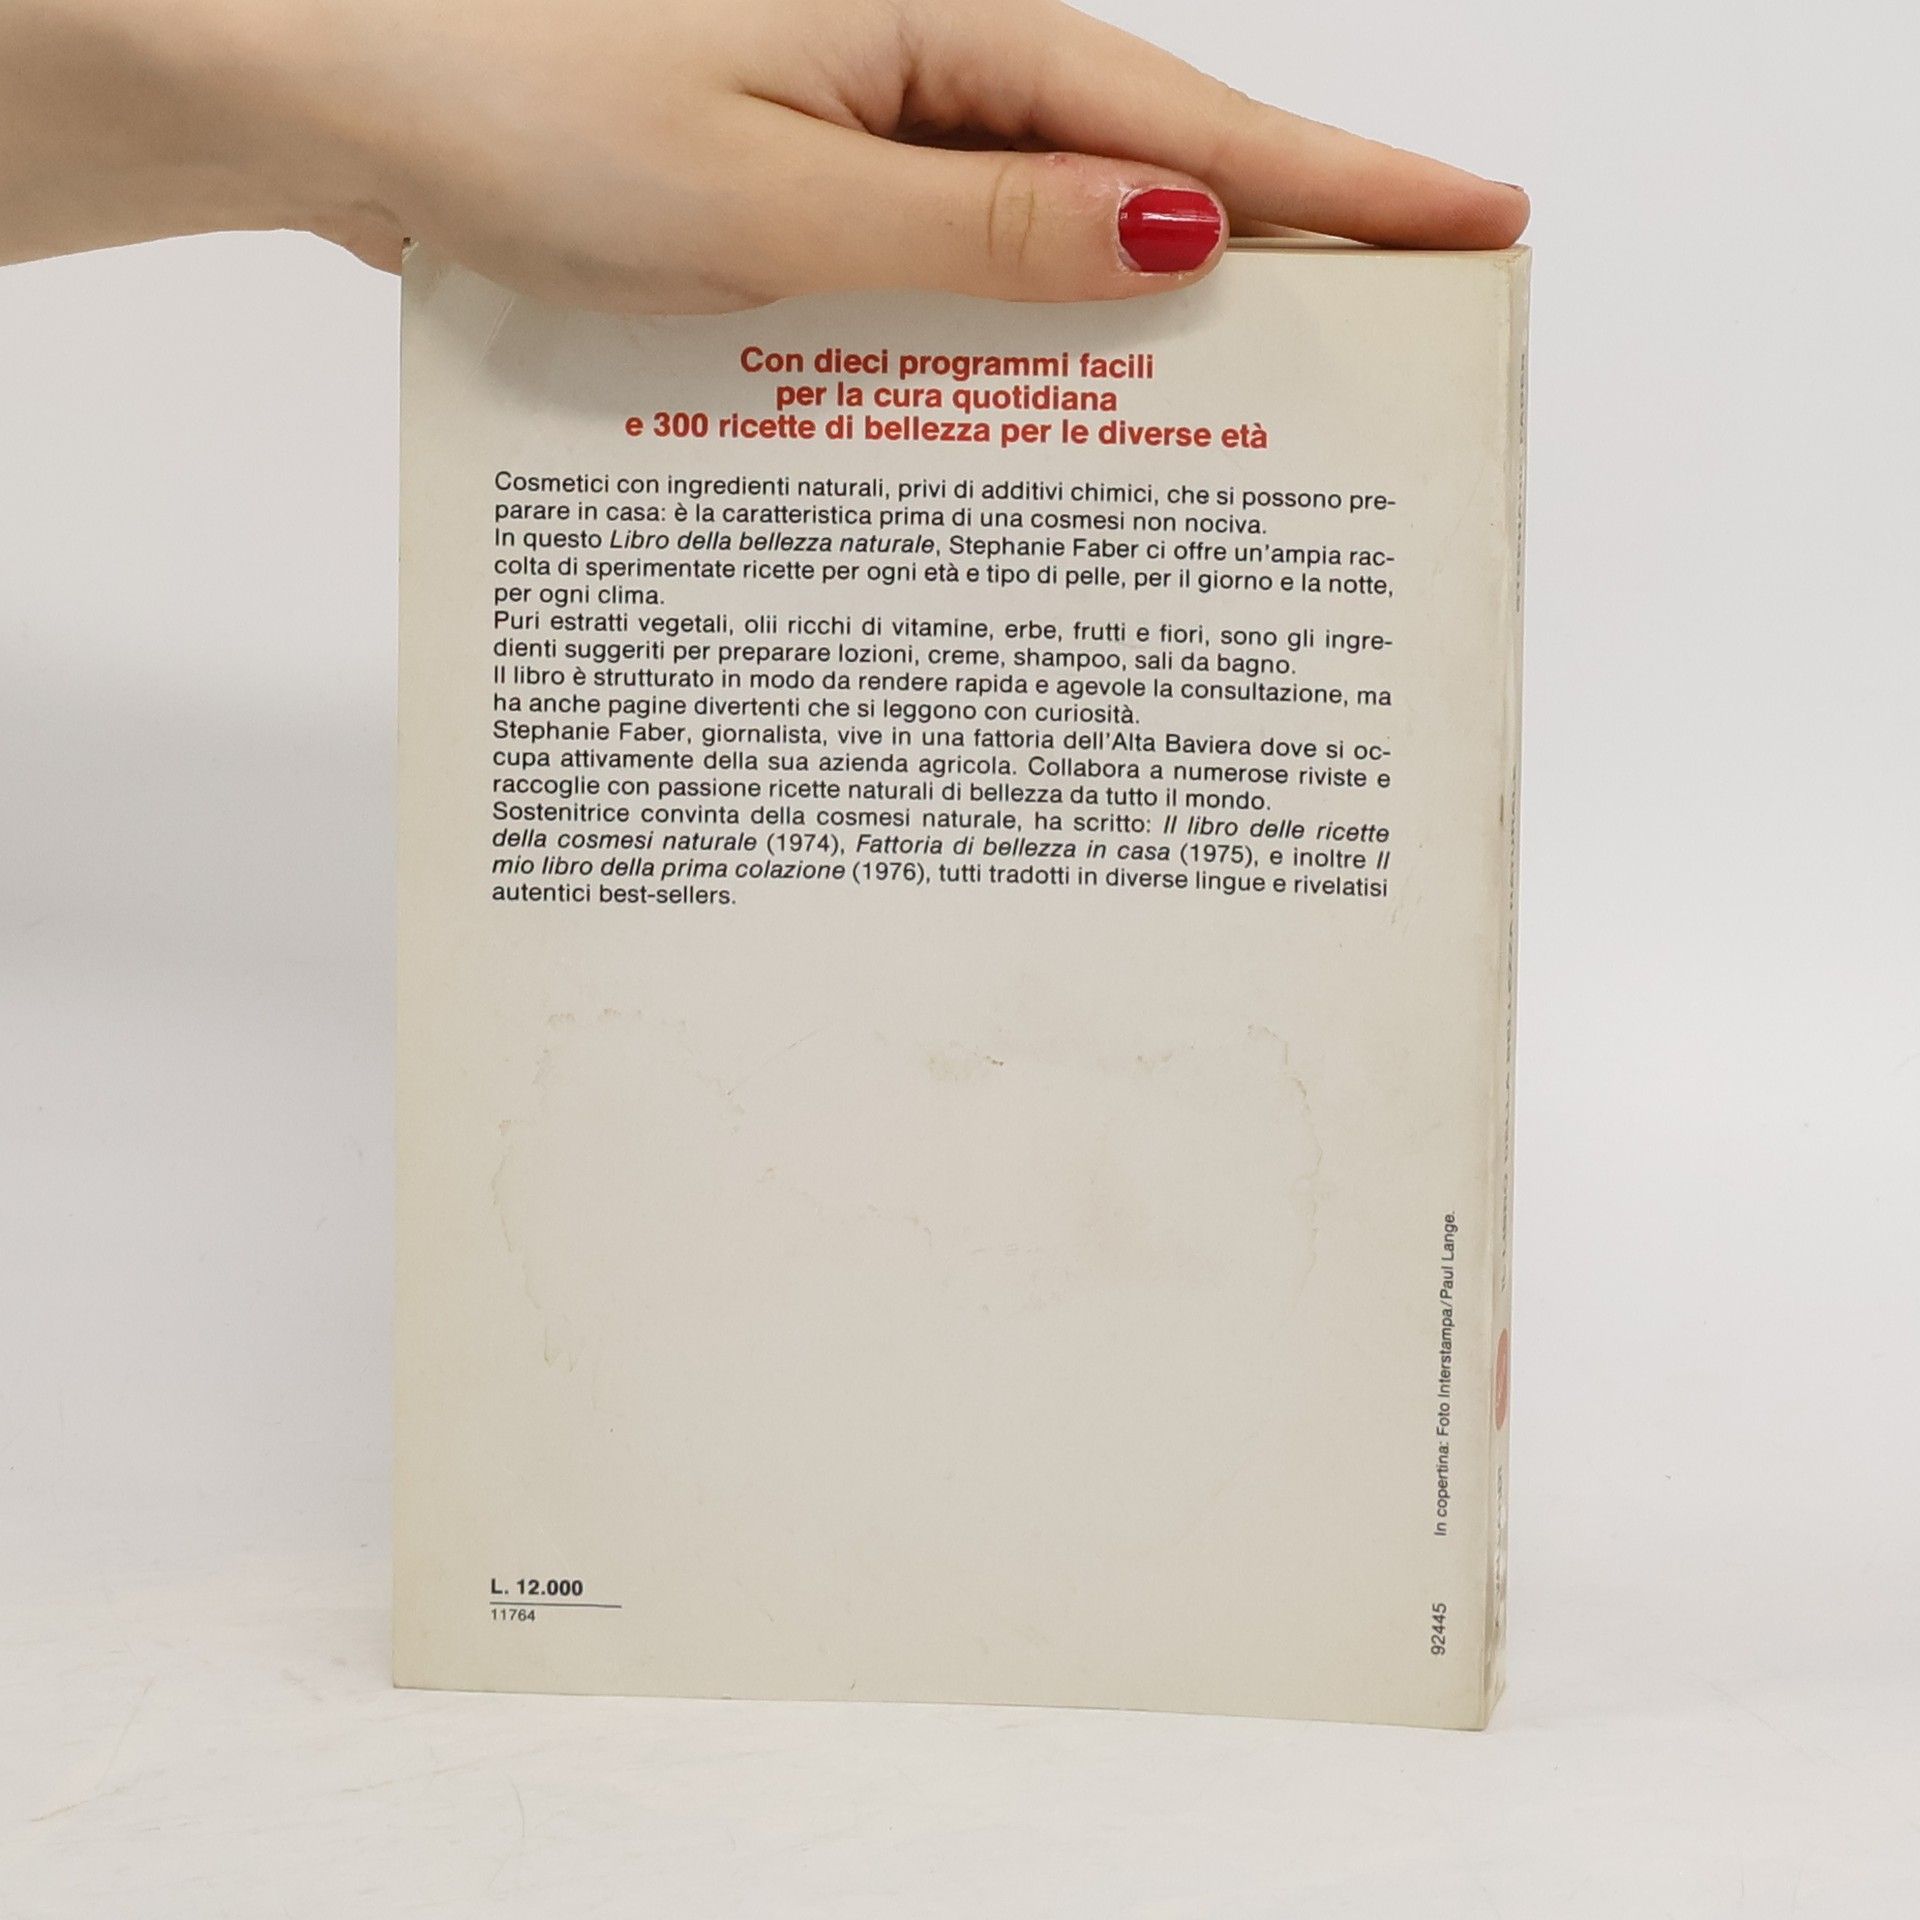 Con dieci programmi facili
per la cura quotidiana
e 300 ricette di bellezza per le diverse età
Cosmetici con ingredienti naturali, privi di additivi chimici, che si possono pre-
parare in casa: è la caratteristica prima di una cosmesi non nociva.
In questo Libro della bellezza naturale, Stephanie Faber ci offre un'ampia rac-
colta di sperimentate ricette per ogni età e tipo di pelle, per il giorno e la notte,
per ogni clima.
Puri estratti vegetali, olii ricchi di vitamine, erbe, frutti e fiori, sono gli ingre-
dienti suggeriti per preparare lozioni, creme, shampoo, sali da bagno.
Il libro è strutturato in modo da rendere rapida e agevole la consultazione, ma
ha anche pagine divertenti che si leggono con curiosità.
Stephanie Faber, giornalista, vive in una fattoria dell'Alta Baviera dove si oc-
cupa attivamente della sua azienda agricola. Collabora a numerose riviste e
raccoglie con passione ricette naturali di bellezza da tutto il mondo.
Sostenitrice convinta della cosmesi naturale, ha scritto: Il libro delle ricette
della cosmesi naturale (1974), Fattoria di bellezza in casa (1975), e inoltre Il
mio libro della prima colazione (1976), tutti tradotti in diverse lingue e rivelatisi
autentici best-sellers.
L. 12.000
11764
92445
In copertina: Foto Interstampa/Paul Lange.
STEPHANIE FABER
IL LIBRO DELLA BELLEZZA NATURALE